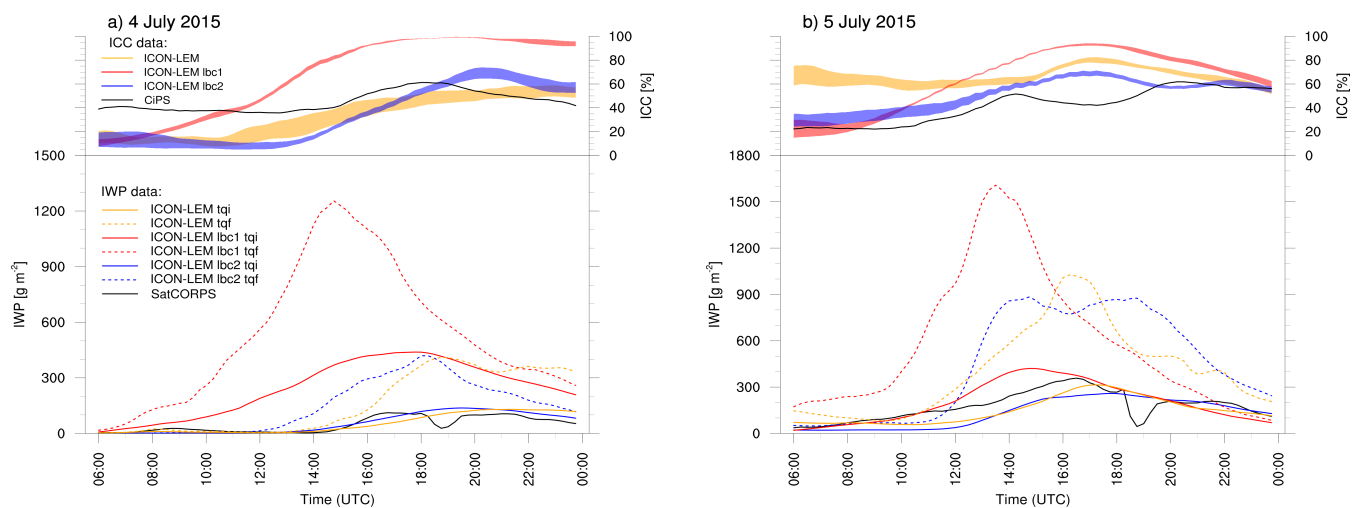 a) 4 July 2015
ICC data:
ICON-LEM
ICON-LEM lbc1
ICON-LEM lbc2
CiPS
100
80
60
40
20
0
ICC [%]
1500
1200
900
600
300
0
IWP [g m⁻²]
IWP data:
ICON-LEM tqi
ICON-LEM tqf
ICON-LEM lbc1 tqi
ICON-LEM lbc1 tqf
ICON-LEM lbc2 tqi
ICON-LEM lbc2 tqf
SatCORPS
06:00
08:00
10:00
12:00
14:00
16:00
18:00
20:00
22:00
00:00
Time (UTC)
b) 5 July 2015
100
80
60
40
20
0
ICC [%]
1800
1500
1200
900
600
300
0
IWP [g m⁻²]
06:00
08:00
10:00
12:00
14:00
16:00
18:00
20:00
22:00
00:00
Time (UTC)